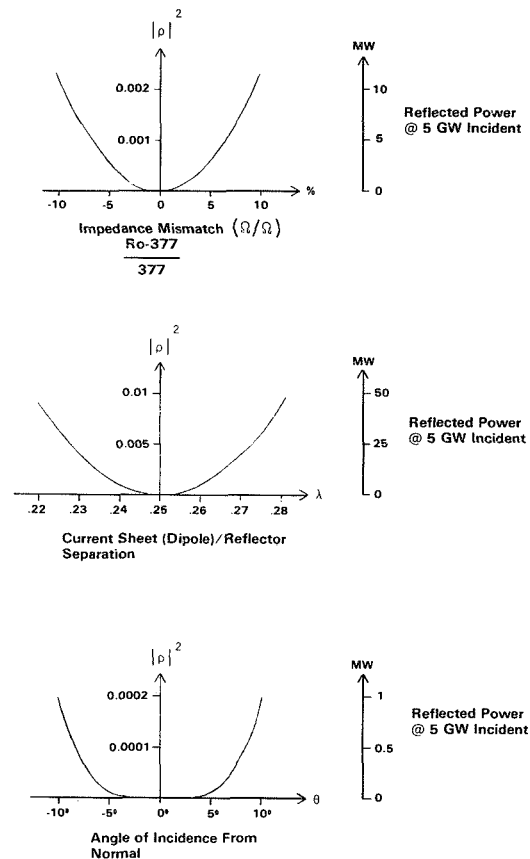 |ρ|²
MW
0.002
10
Reflected Power
@ 5 GW Incident
0.001
5
0
-10 -5 0 5 10 %
Impedance Mismatch (Ω/Ω)
Ro-377
377
|ρ|²
MW
0.01
50
Reflected Power
@ 5 GW Incident
0.005
25
0
.22 .23 .24 .25 .26 .27 .28 λ
Current Sheet (Dipole)/Reflector
Separation
|ρ|²
MW
0.0002
1
Reflected Power
@ 5 GW Incident
0.0001
0.5
0
-10° -5° 0° 5° 10° θ
Angle of Incidence From
Normal